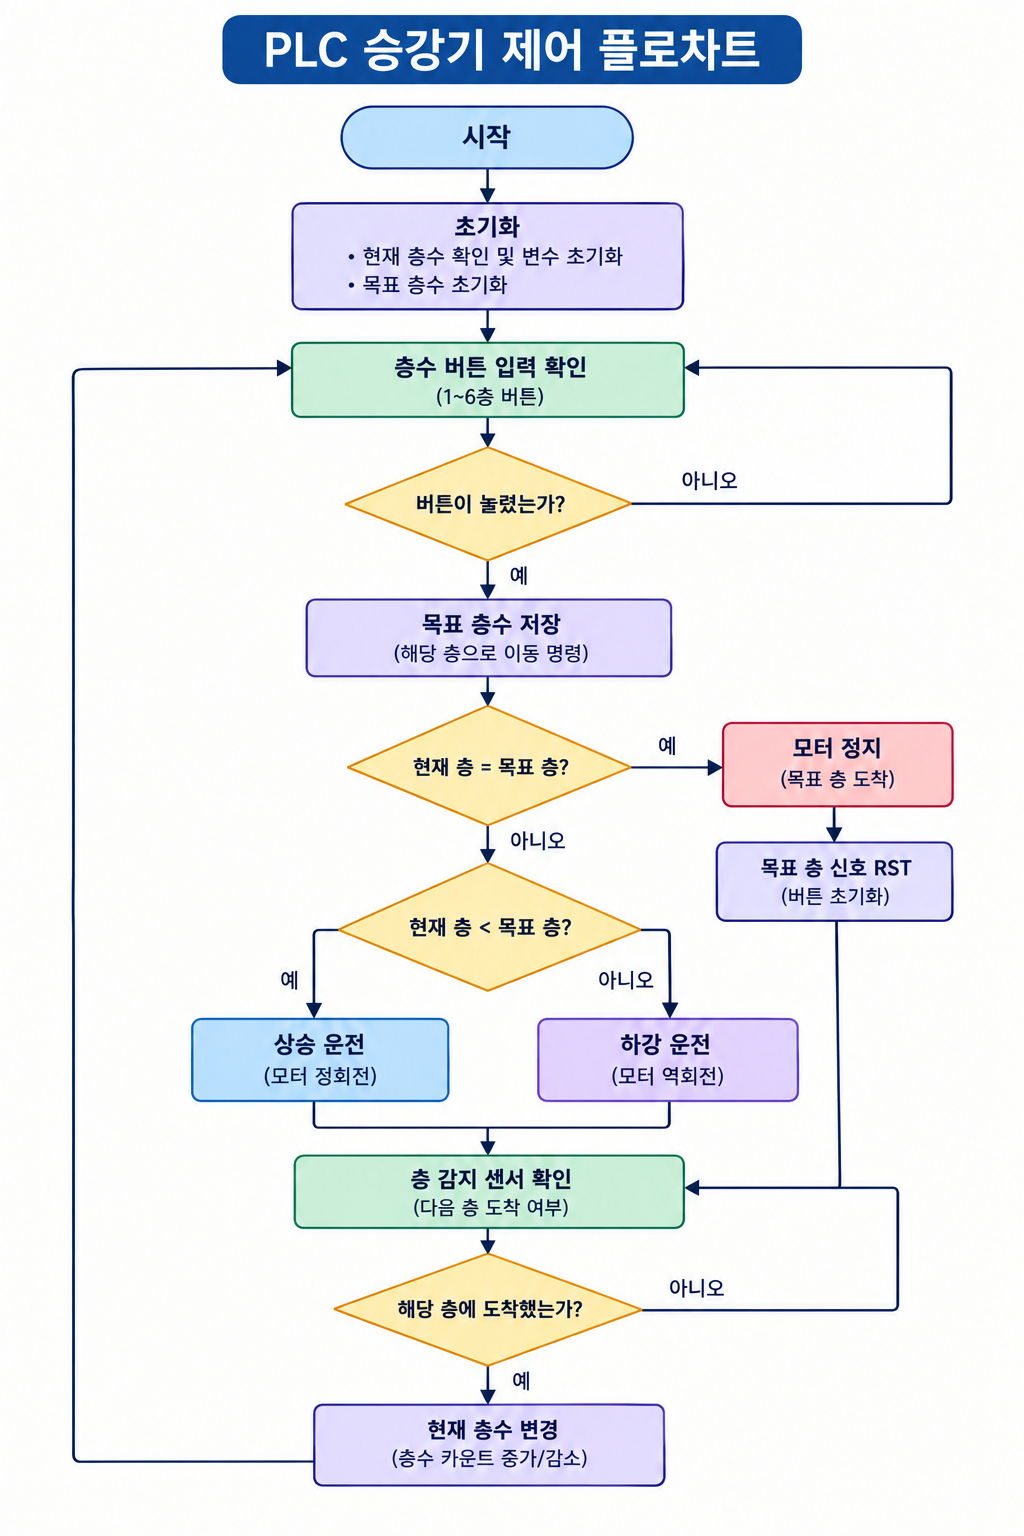 PLC 승강기 제어 플로차트
시작
초기화
• 현재 층수 확인 및 변수 초기화
• 목표 층수 초기화
층수 버튼 입력 확인
(1~6층 버튼)
버튼이 눌렸는가?
아니오
예
목표 층수 저장
(해당 층으로 이동 명령)
현재 층 = 목표 층?
예
모터 정지
(목표 층 도착)
아니오
목표 층 신호 RST
(버튼 초기화)
현재 층 < 목표 층?
예
아니오
상승 운전
(모터 정회전)
하강 운전
(모터 역회전)
층 감지 센서 확인
(다음 층 도착 여부)
해당 층에 도착했는가?
아니오
예
현재 층수 변경
(층수 카운트 증가/감소)